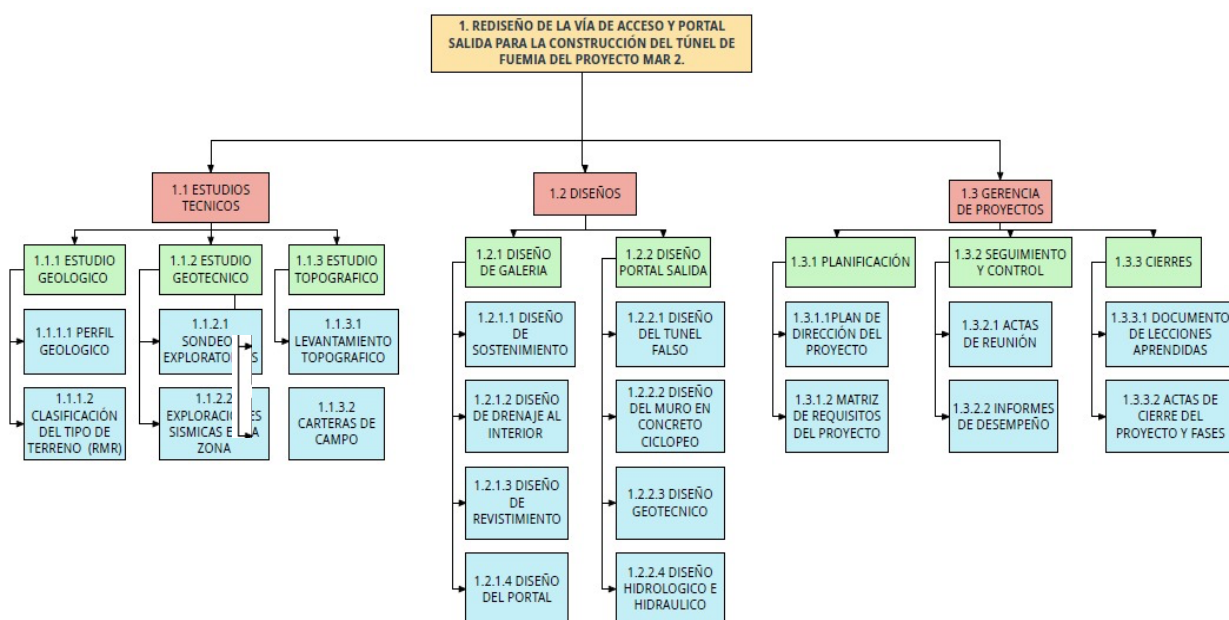 1. REDISEÑO DE LA VÍA DE ACCESO Y PORTAL
SALIDA PARA LA CONSTRUCCIÓN DEL TÚNEL DE
FUEMIA DEL PROYECTO MAR 2.
1.1 ESTUDIOS
TECNICOS
1.1.1 ESTUDIO
GEOLOGICO
1.1.1.1 PERFIL
GEOLOGICO
1.1.1.2
CLASIFICACIÓN
DEL TIPO DE
TERRENO (RMR)
1.1.2 ESTUDIO
GEOTECNICO
1.1.2.1
SONDEO
1.1.2.2
SISMICAS
ZONA
1.1.3 ESTUDIO
TOPOGRAFICO
1.1.3.1
LEVANTAMIENTO
TOPOGRAFICO
1.1.3.2
CARTERAS DE
CAMPO
1.2 DISEÑOS
1.2.1 DISEÑO
DE GALERIA
1.2.1.1 DISEÑO
DE
SOSTENIMIENTO
1.2.1.2 DISEÑO
DE DRENAJE AL
INTERIOR
1.2.1.3 DISEÑO
DE
REVISTIMIENTO
1.2.1.4 DISEÑO
DEL PORTAL
1.2.2 DISEÑO
PORTAL SALIDA
1.2.2.1 DISEÑO
DEL TUNEL
FALSO
1.2.2.2 DISEÑO
DEL MURO EN
CONCRETO
CICLOPEO
1.2.2.3 DISEÑO
GEOTECNICO
1.2.2.4 DISEÑO
HIDROLOGICO E
HIDRAULICO
1.3 GERENCIA
DE PROYECTOS
1.3.1 PLANIFICACIÓN
1.3.1.1PLAN DE
DIRECCIÓN DEL
PROYECTO
1.3.1.2 MATRIZ
DE REQUISITOS
DEL PROYECTO
1.3.2 SEGUIMIENTO
Y CONTROL
1.3.2.1 ACTAS
DE REUNIÓN
1.3.2.2 INFORMES
DE DESEMPEÑO
1.3.3 CIERRES
1.3.3.1 DOCUMENTO
DE LECCIONES
APRENDIDAS
1.3.3.2 ACTAS DE
CIERRE DEL
PROYECTO Y FASES